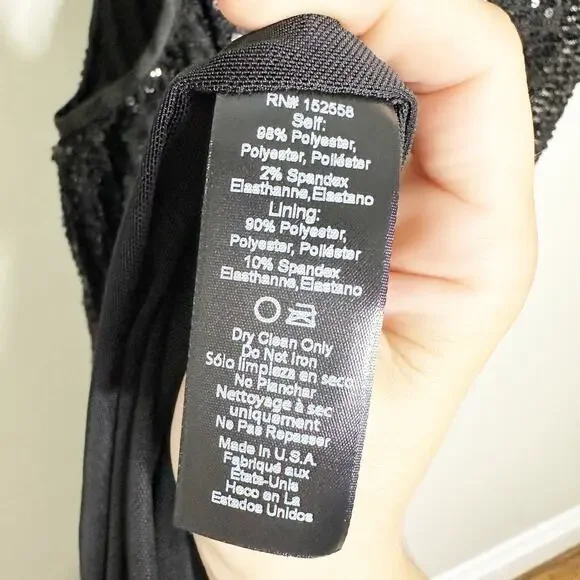 RN# 152558
Self:
98% Polyester,
Polyester, Poliéster
2% Spandex
Elasthanne,Elastano
Lining:
90% Polyester,
Polyester, Poliéster
10% Spandex
Elasthanne,Elastano
Dry Clean Only
Do Not Iron
Sólo limpieza en seco
No Planchar
Nettoyage à sec
uniquement
Ne Pas Repasser
Made in U.S.A
Fabriqué aux
États-Unis
Heco en La
Estados Unidos